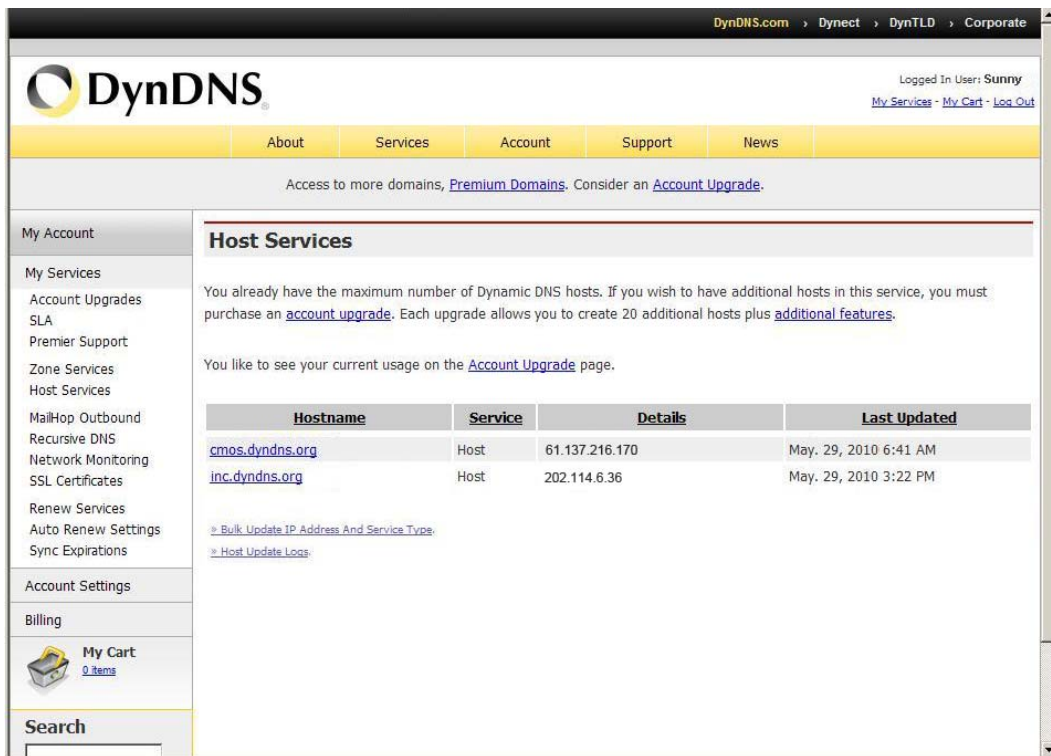 DynDNS.com › Dynect › DynTLD › Corporate
DynDNS®
Logged In User: Sunny
My Services - My Cart - Log Out
About Services Account Support News
Access to more domains, Premium Domains. Consider an Account Upgrade.
My Account
My Services
Account Upgrades
SLA
Premier Support
Zone Services
Host Services
MailHop Outbound
Recursive DNS
Network Monitoring
SSL Certificates
Renew Services
Auto Renew Settings
Sync Expirations
Account Settings
Billing
My Cart
0 items
Search
Host Services
You already have the maximum number of Dynamic DNS hosts. If you wish to have additional hosts in this service, you must
purchase an account upgrade. Each upgrade allows you to create 20 additional hosts plus additional features.
You like to see your current usage on the Account Upgrade page.
Hostname Service Details Last Updated
cmos.dyndns.org Host 61.137.216.170 May. 29, 2010 6:41 AM
inc.dyndns.org Host 202.114.6.36 May. 29, 2010 3:22 PM
» Bulk Update IP Address And Service Type.
» Host Update Logs.